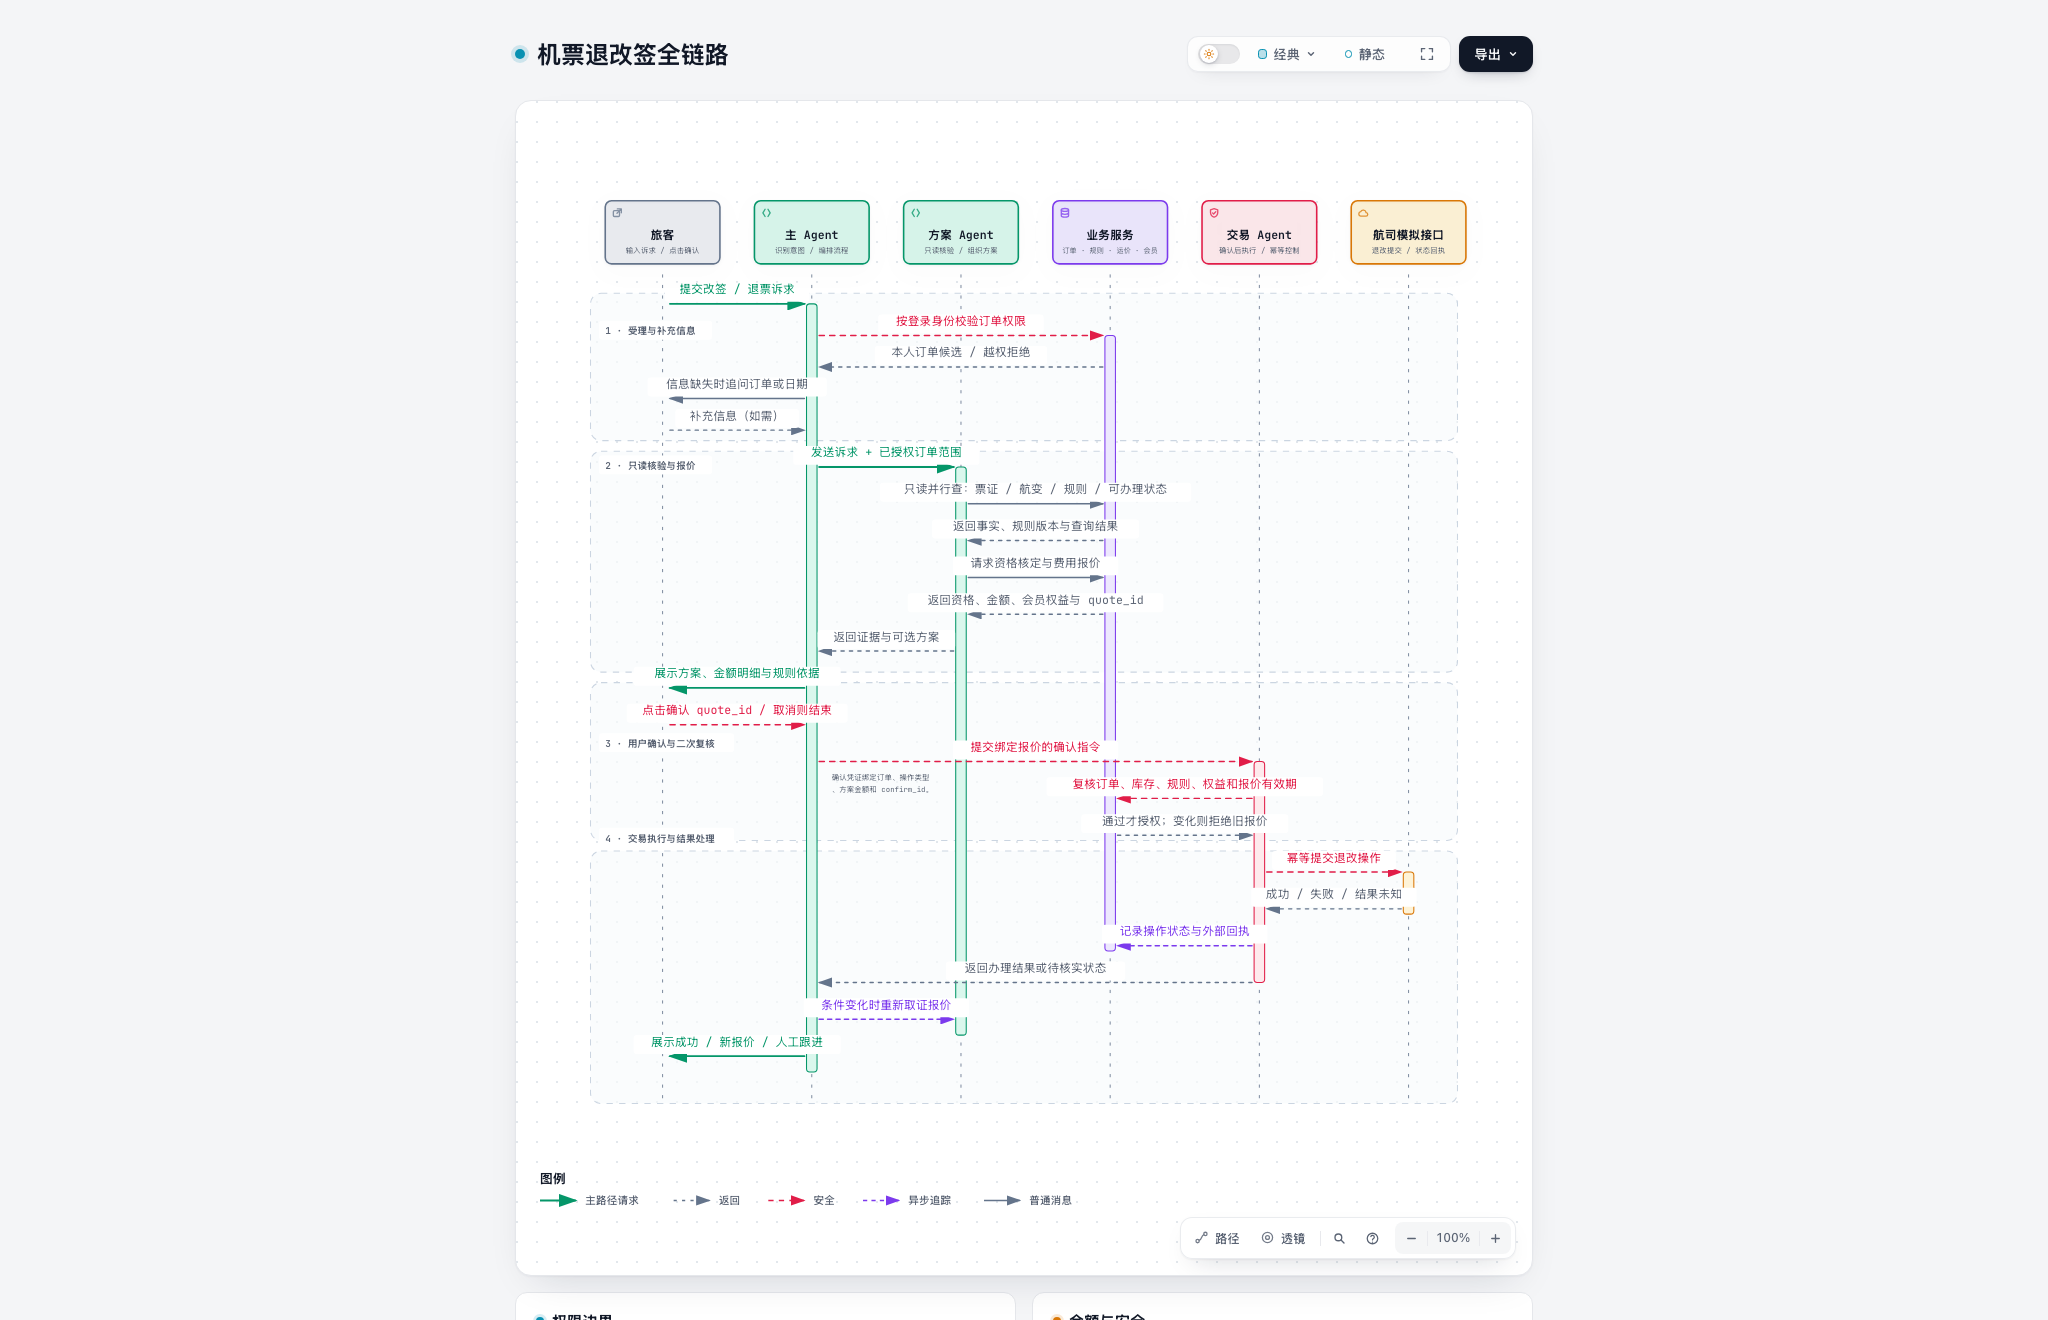 机票退改签全链路
经典
静态
导出
旅客
输入诉求 / 点击确认
主 Agent
识别意图 / 编排流程
方案 Agent
只读核验 / 组织方案
业务服务
订单 · 规则 · 运价 · 会员
交易 Agent
确认后执行 / 幂等控制
航司模拟接口
退改提交 / 状态回执
提交改签 / 退票诉求
按登录身份校验订单权限
1 · 受理与补充信息
本人订单候选 / 越权拒绝
信息缺失时追问订单或日期
补充信息（如需）
发送诉求 + 已授权订单范围
2 · 只读核验与报价
只读并行查：票证 / 航变 / 规则 / 可办理状态
返回事实、规则版本与查询结果
请求资格核定与费用报价
返回资格、金额、会员权益与 quote_id
返回证据与可选方案
展示方案、金额明细与规则依据
点击确认 quote_id / 取消则结束
3 · 用户确认与二次复核
提交绑定报价的确认指令
确认凭证绑定订单、操作类型
、方案金额和 confirm_id。
复核订单、库存、规则、权益和报价有效期
通过才授权；变化则拒绝旧报价
4 · 交易执行与结果处理
幂等提交退改操作
成功 / 失败 / 结果未知
记录操作状态与外部回执
返回办理结果或待核实状态
条件变化时重新取证报价
展示成功 / 新报价 / 人工跟进
图例
主路径请求
返回
安全
异步追踪
普通消息
路径
透镜
100%
权限边界
金额与安全